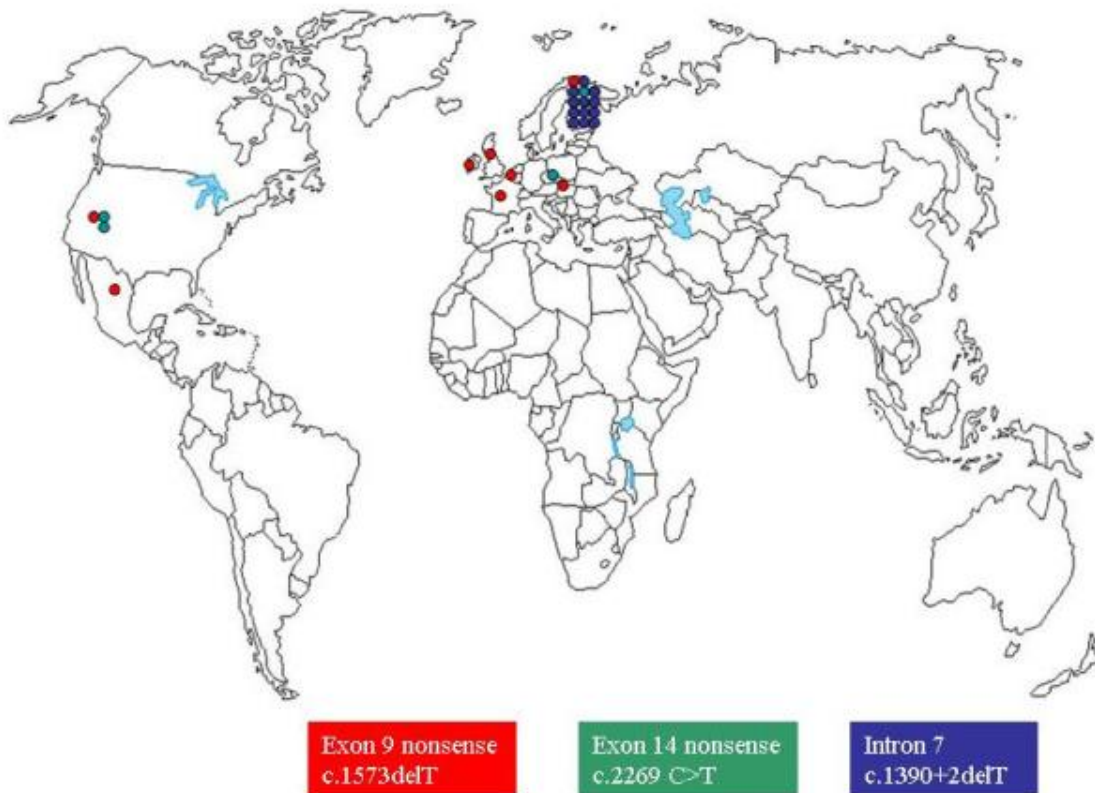 Exon 9 nonsense
c.1573delT
Exon 14 nonsense
c.2269 C>T
Intron 7
c.1390+2delT